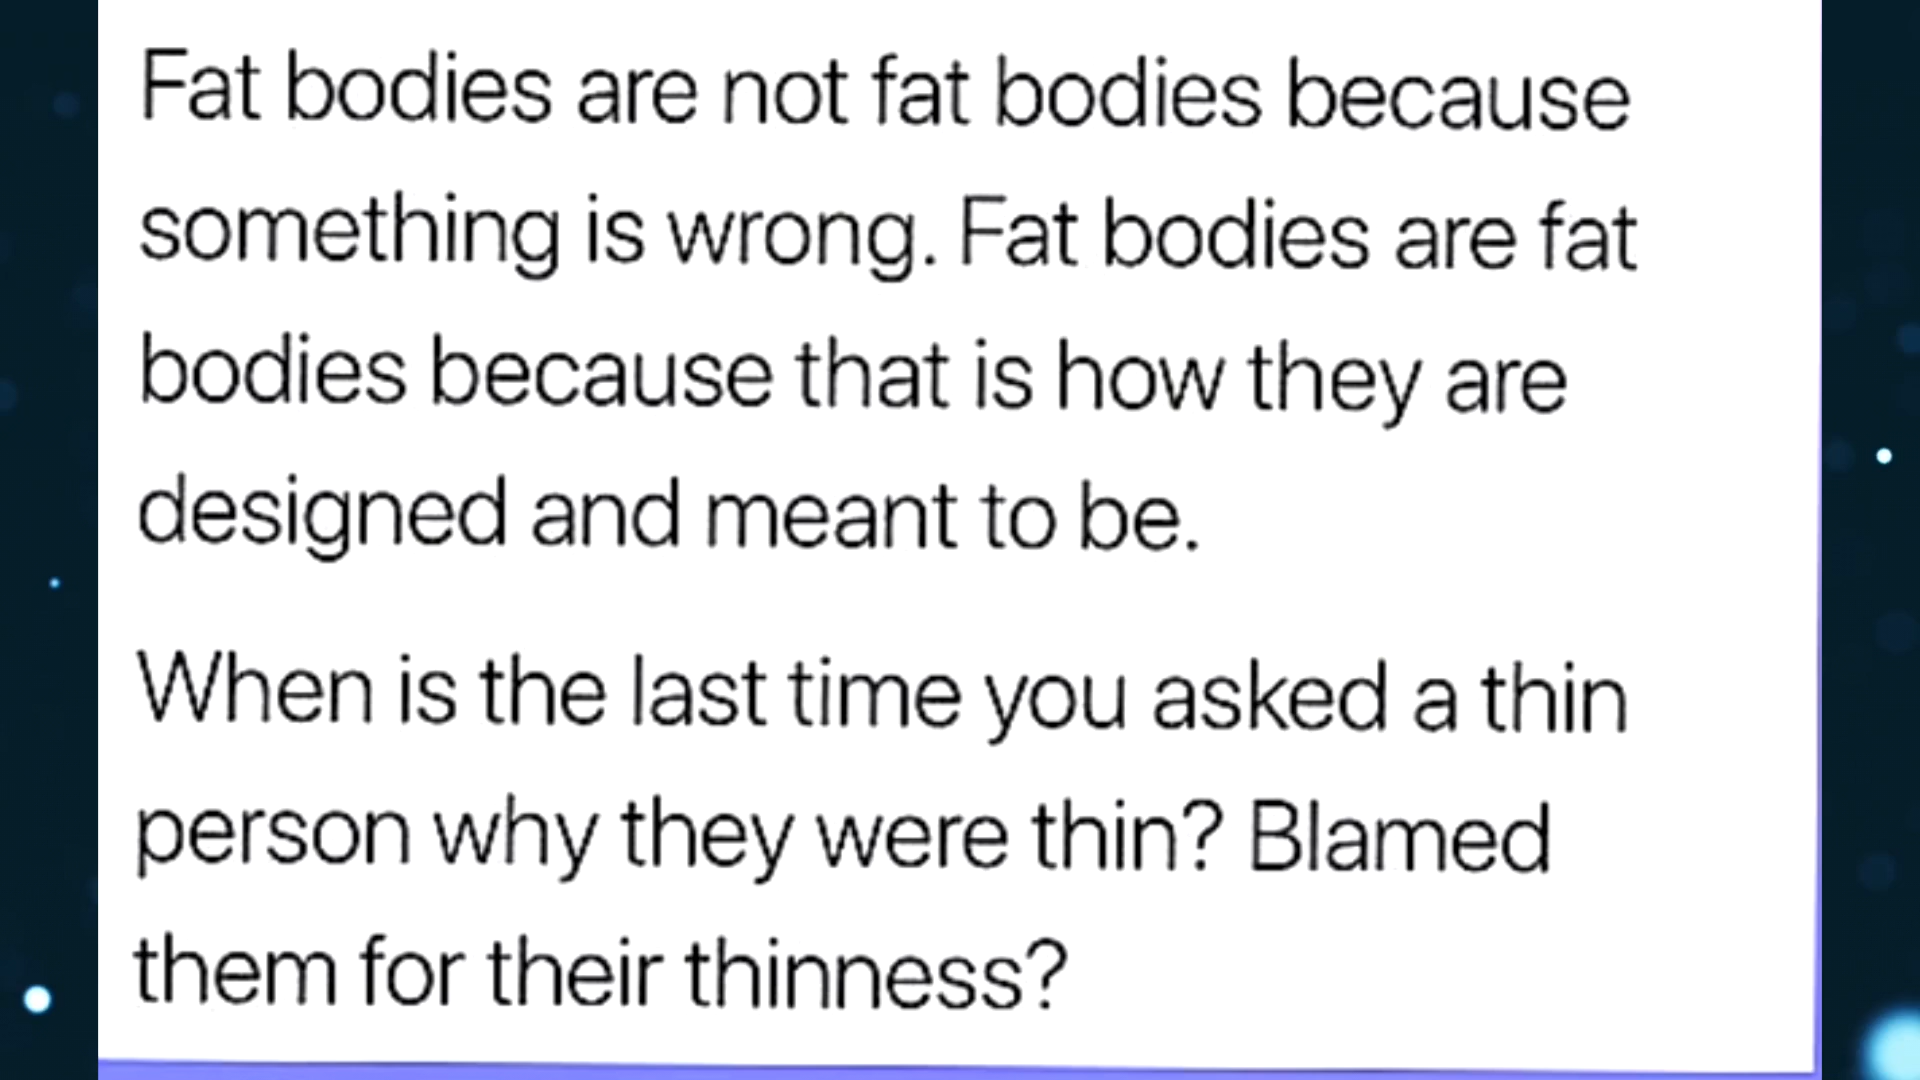 Fat bodies are not fat bodies because
something is wrong. Fat bodies are fat
bodies because that is how they are
designed and meant to be.
When is the last time you asked a thin
person why they were thin? Blamed
them for their thinness?